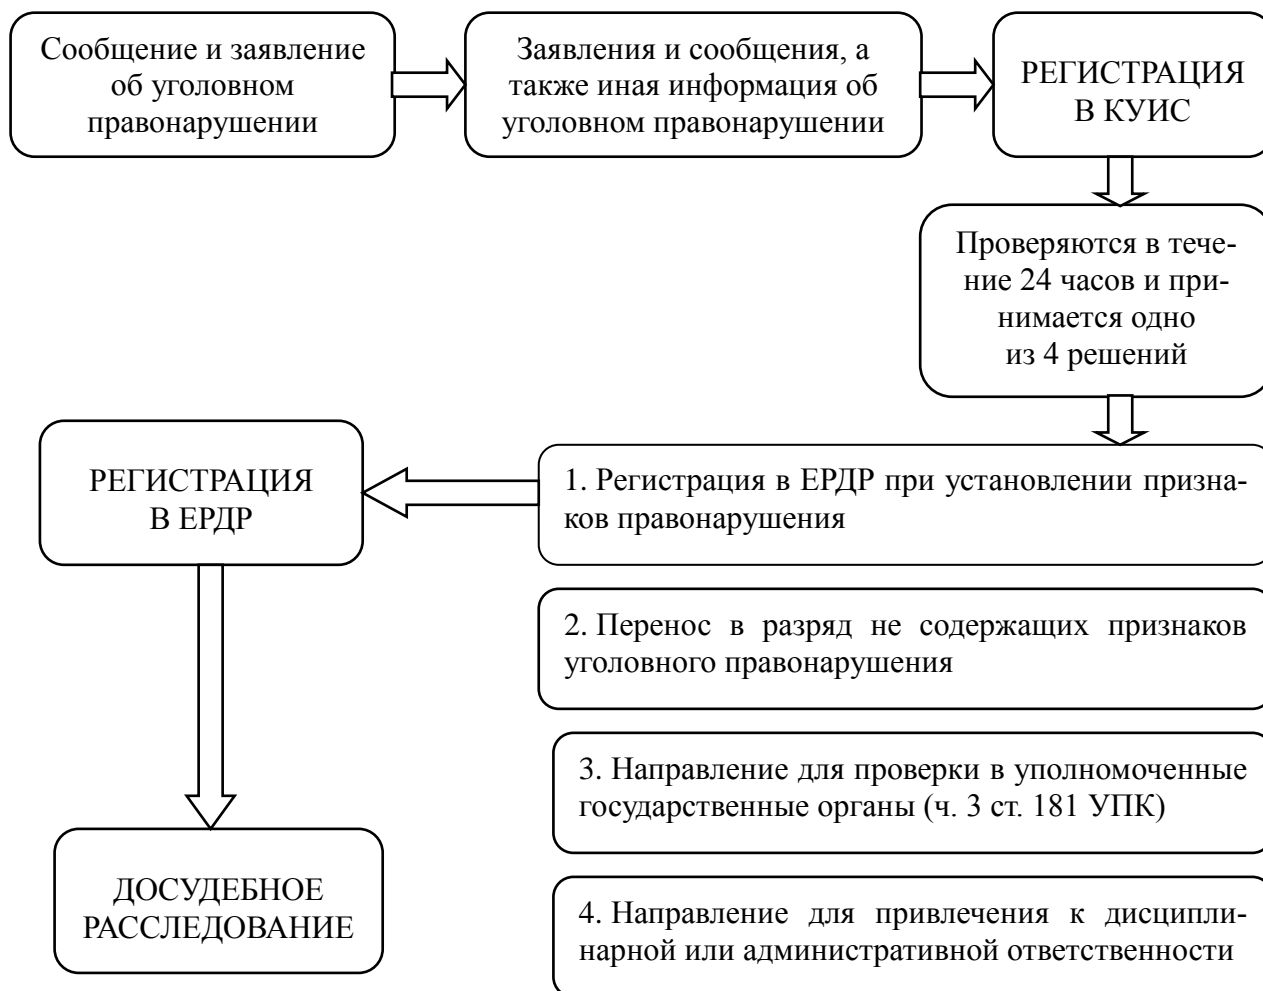 Сообщение и заявление
об уголовном
правонарушении
Заявления и сообщения, а
также иная информация об
уголовном правонарушении
РЕГИСТРАЦИЯ
В КУИС
Проверяются в тече-
ние 24 часов и при-
нимается одно
из 4 решений
1. Регистрация в ЕРДР при установлении призна-
ков правонарушения
РЕГИСТРАЦИЯ
В ЕРДР
2. Перенос в разряд не содержащих признаков
уголовного правонарушения
3. Направление для проверки в уполномоченные
государственные органы (ч. 3 ст. 181 УПК)
4. Направление для привлечения к дисципли-
нарной или административной ответственности
ДОСУДЕБНОЕ
РАССЛЕДОВАНИЕ